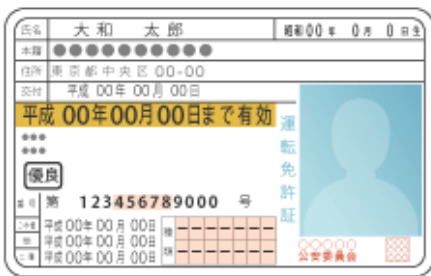 氏名 大和 太郎 昭和00年 0月 0日生
本籍 ●●●●●●●●●●
住所 東京都中央区 00-00
交付 平成 00年 00月 00日
平成 00年00月00日まで有効
●●●
●●●
優良
番号 第 123456789000 号
平成00年00月00日
平成00年00月00日
平成00年00月00日
種類
運転免許証
○○○○○
公安委員会